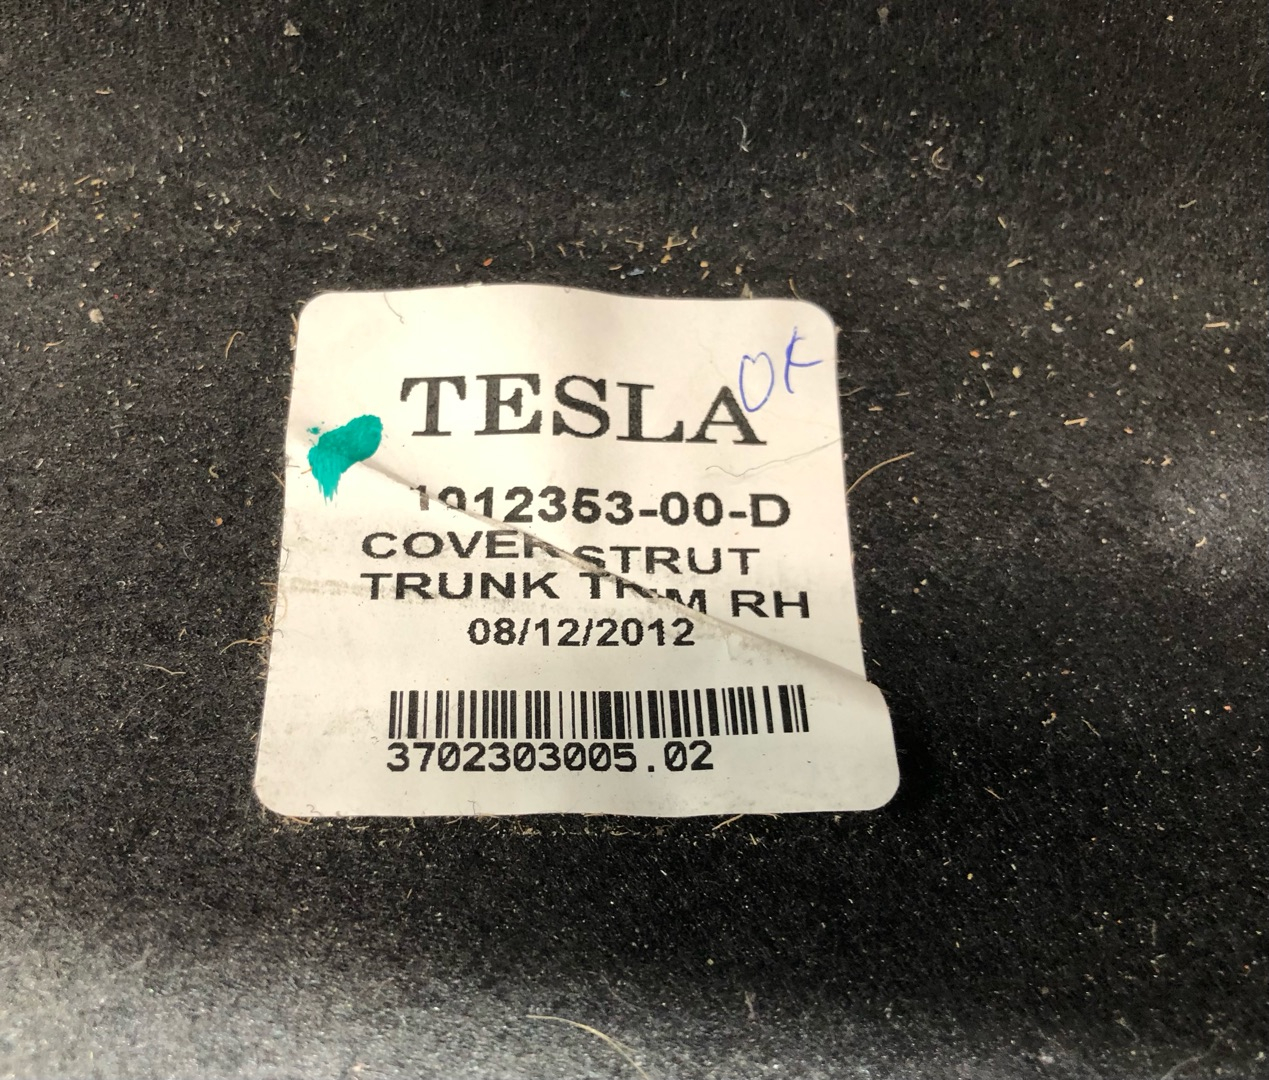 OK
TESLA
1012353-00-D
COVER STRUT
TRUNK TRIM RH
08/12/2012
3702303005.02